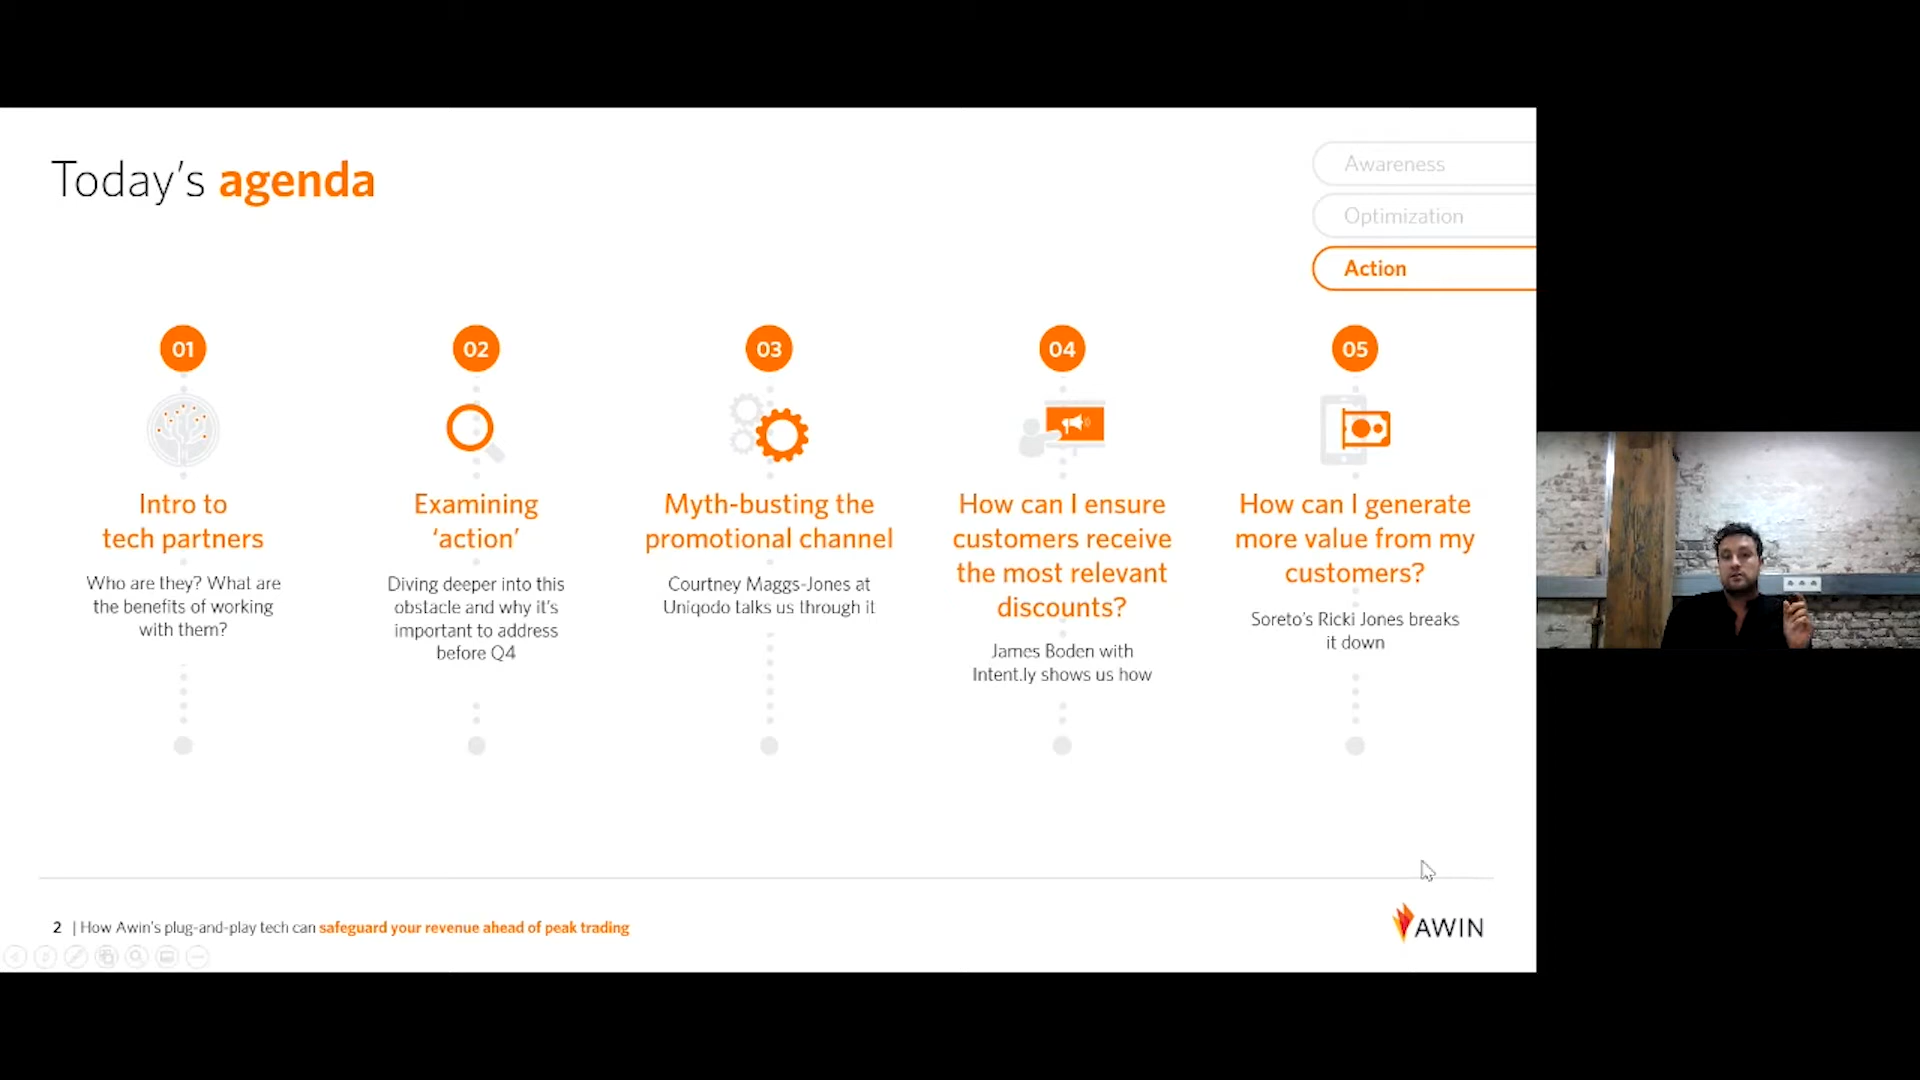 Today's agenda
Awareness
Optimization
Action
01
Intro to
tech partners
Who are they? What are
the benefits of working
with them?
02
Examining
‘action’
Diving deeper into this
obstacle and why it’s
important to address
before Q4
03
Myth-busting the
promotional channel
Courtney Maggs-Jones at
Uniqodo talks us through it
04
How can I ensure
customers receive
the most relevant
discounts?
James Boden with
Intent.ly shows us how
05
How can I generate
more value from my
customers?
Soreto’s Ricki Jones breaks
it down
2 | How Awin’s plug-and-play tech can safeguard your revenue ahead of peak trading
AWIN